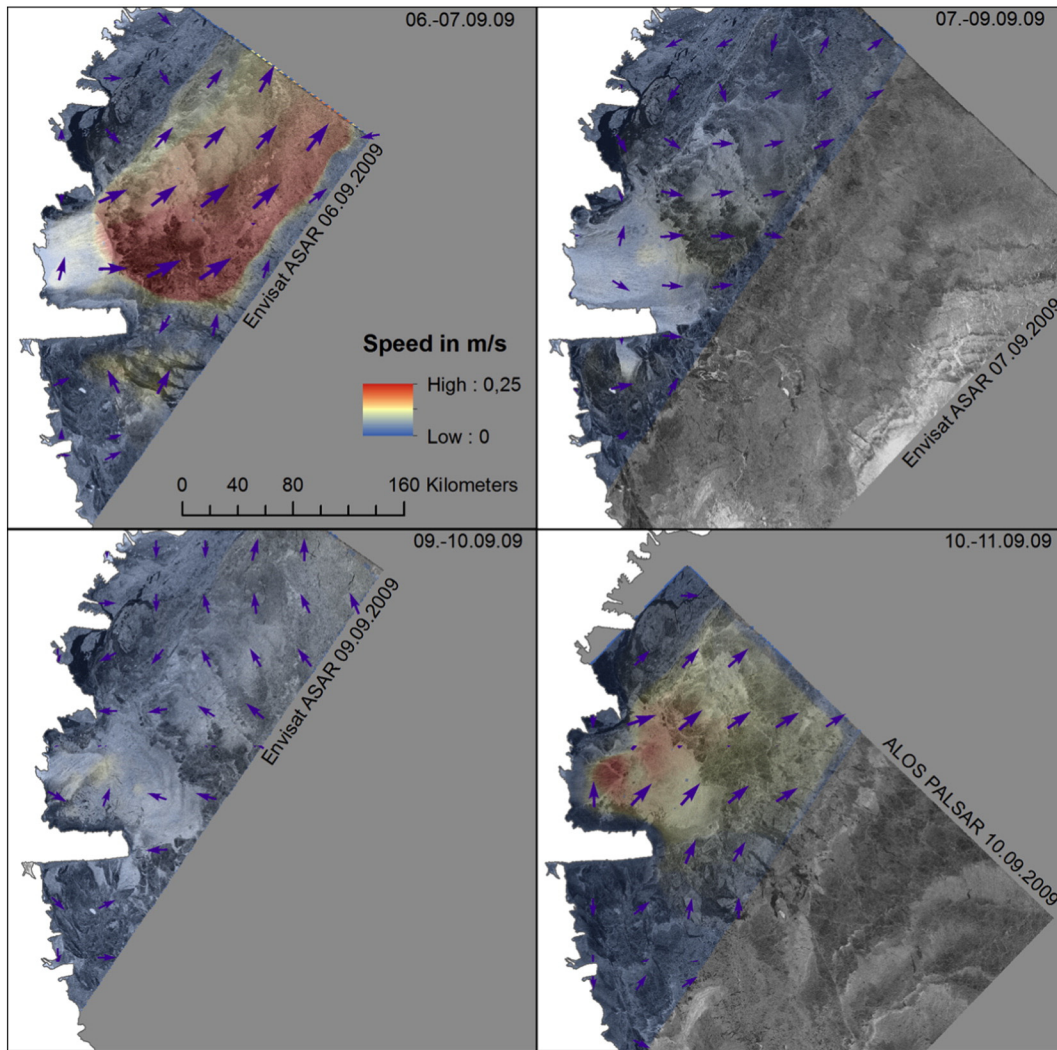 06.-07.09.09
Envisat ASAR 06.09.2009
Speed in m/s
High : 0,25
Low : 0
0 40 80 160 Kilometers
07.-09.09.09
Envisat ASAR 07.09.2009
09.-10.09.09
Envisat ASAR 09.09.2009
10.-11.09.09
ALOS PALSAR 10.09.2009